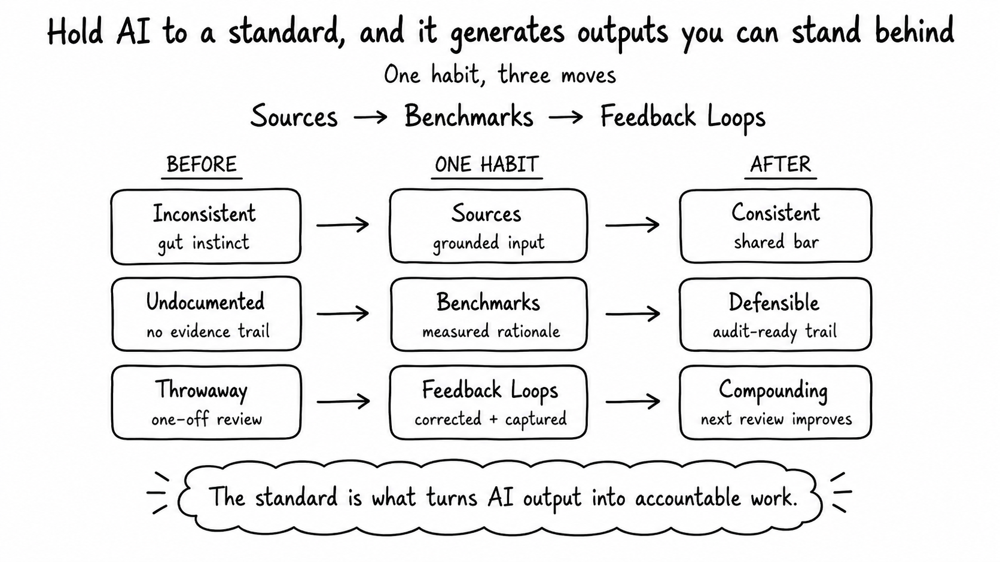 Hold AI to a standard, and it generates outputs you can stand behind
One habit, three moves
Sources → Benchmarks → Feedback Loops
BEFORE
ONE HABIT
AFTER
Inconsistent
gut instinct
→
Sources
grounded input
→
Consistent
shared bar
Undocumented
no evidence trail
→
Benchmarks
measured rationale
→
Defensible
audit-ready trail
Throwaway
one-off review
→
Feedback Loops
corrected + captured
→
Compounding
next review improves
The standard is what turns AI output into accountable work.